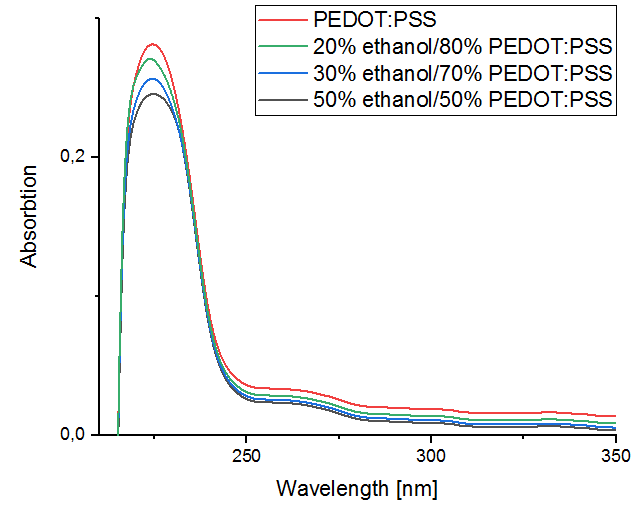 PEDOT:PSS
20% ethanol/80% PEDOT:PSS
30% ethanol/70% PEDOT:PSS
50% ethanol/50% PEDOT:PSS
0,2
Absorbtion
0,0
250
300
350
Wavelength [nm]